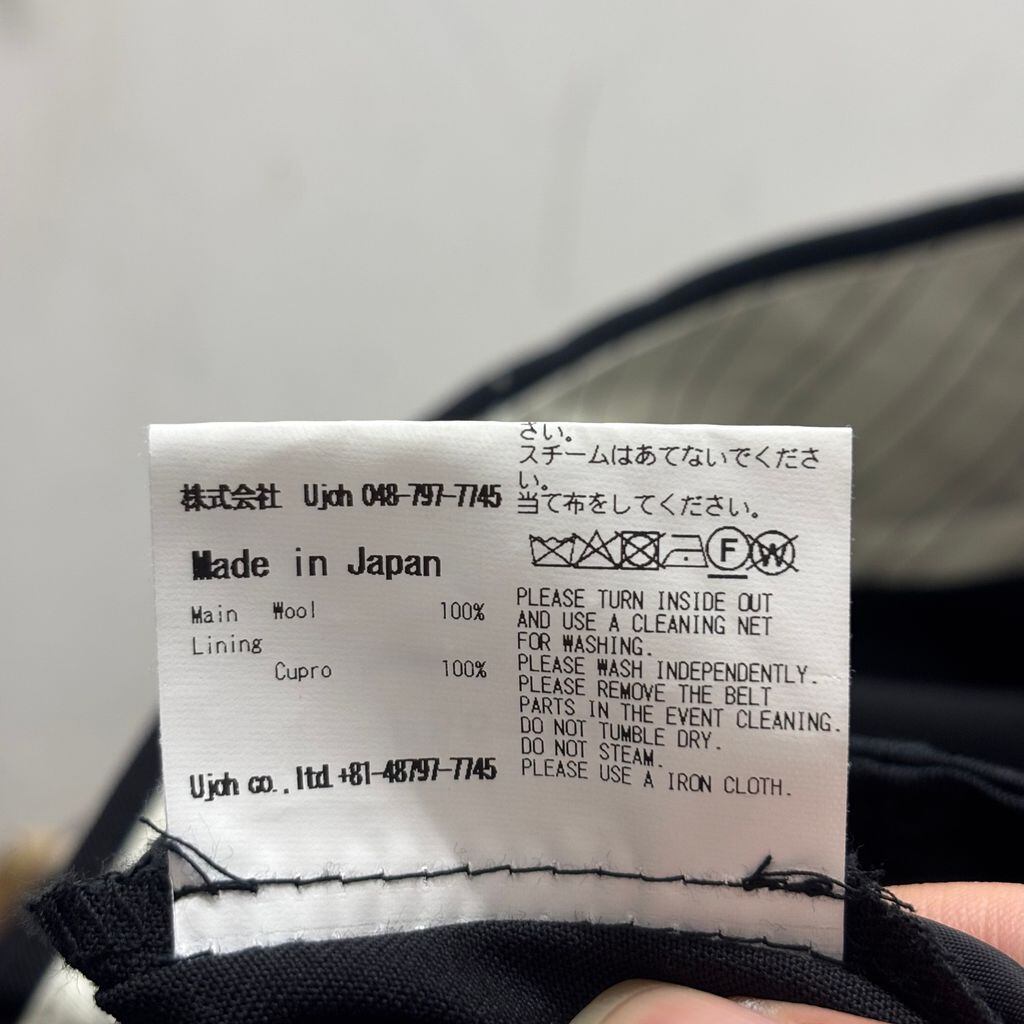 株式会社 Ujoh 048-797-7745
Made in Japan
Main Wool 100%
Lining
Cupro 100%
Ujoh co.,ltd. +81-48797-7745
さい。
スチームはあてないでくださ
い。
当て布をしてください。
F W
PLEASE TURN INSIDE OUT
AND USE A CLEANING NET
FOR WASHING.
PLEASE WASH INDEPENDENTLY.
PLEASE REMOVE THE BELT
PARTS IN THE EVENT CLEANING.
DO NOT TUMBLE DRY.
DO NOT STEAM.
PLEASE USE A IRON CLOTH.